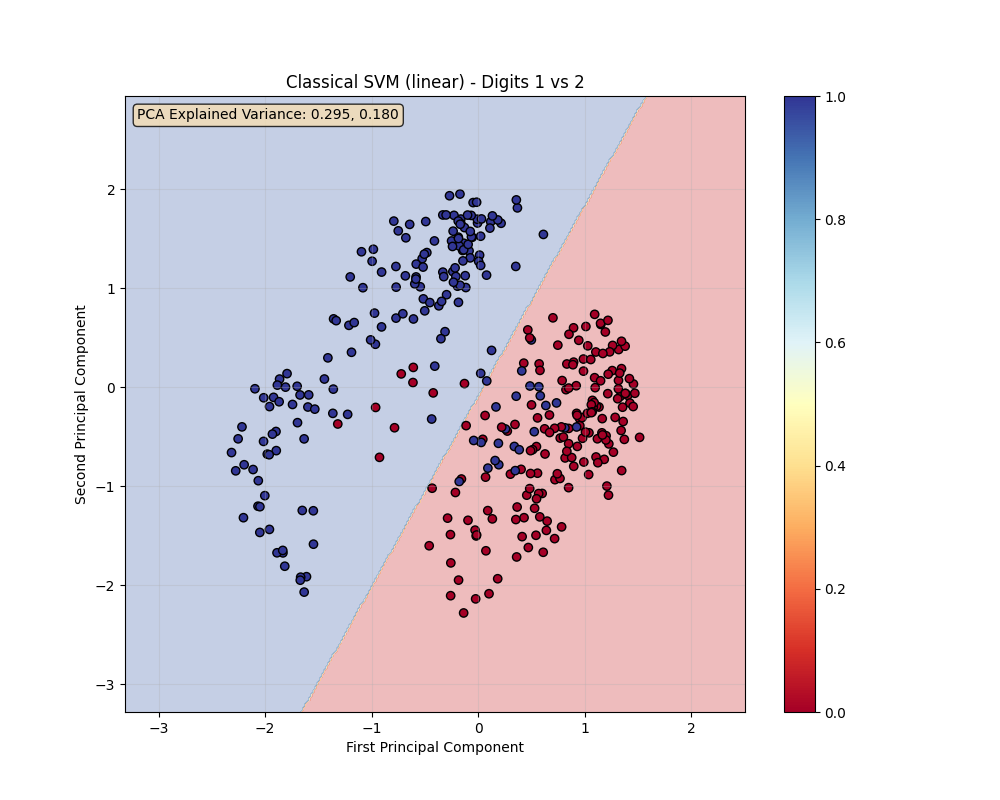 Classical SVM (linear) - Digits 1 vs 2
PCA Explained Variance: 0.295, 0.180
2
1
0
−1
−2
−3
Second Principal Component
−3 −2 −1 0 1 2
First Principal Component
1.0
0.8
0.6
0.4
0.2
0.0